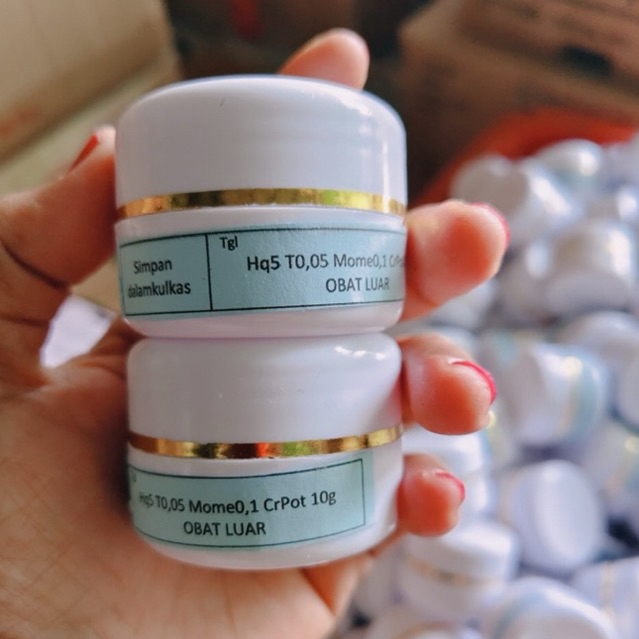 Simpan
dalamkulkas
Tgl
Hq5 T0,05 Mome0,1
OBAT LUAR
Hq5 T0,05 Mome0,1 CrPot 10g
OBAT LUAR